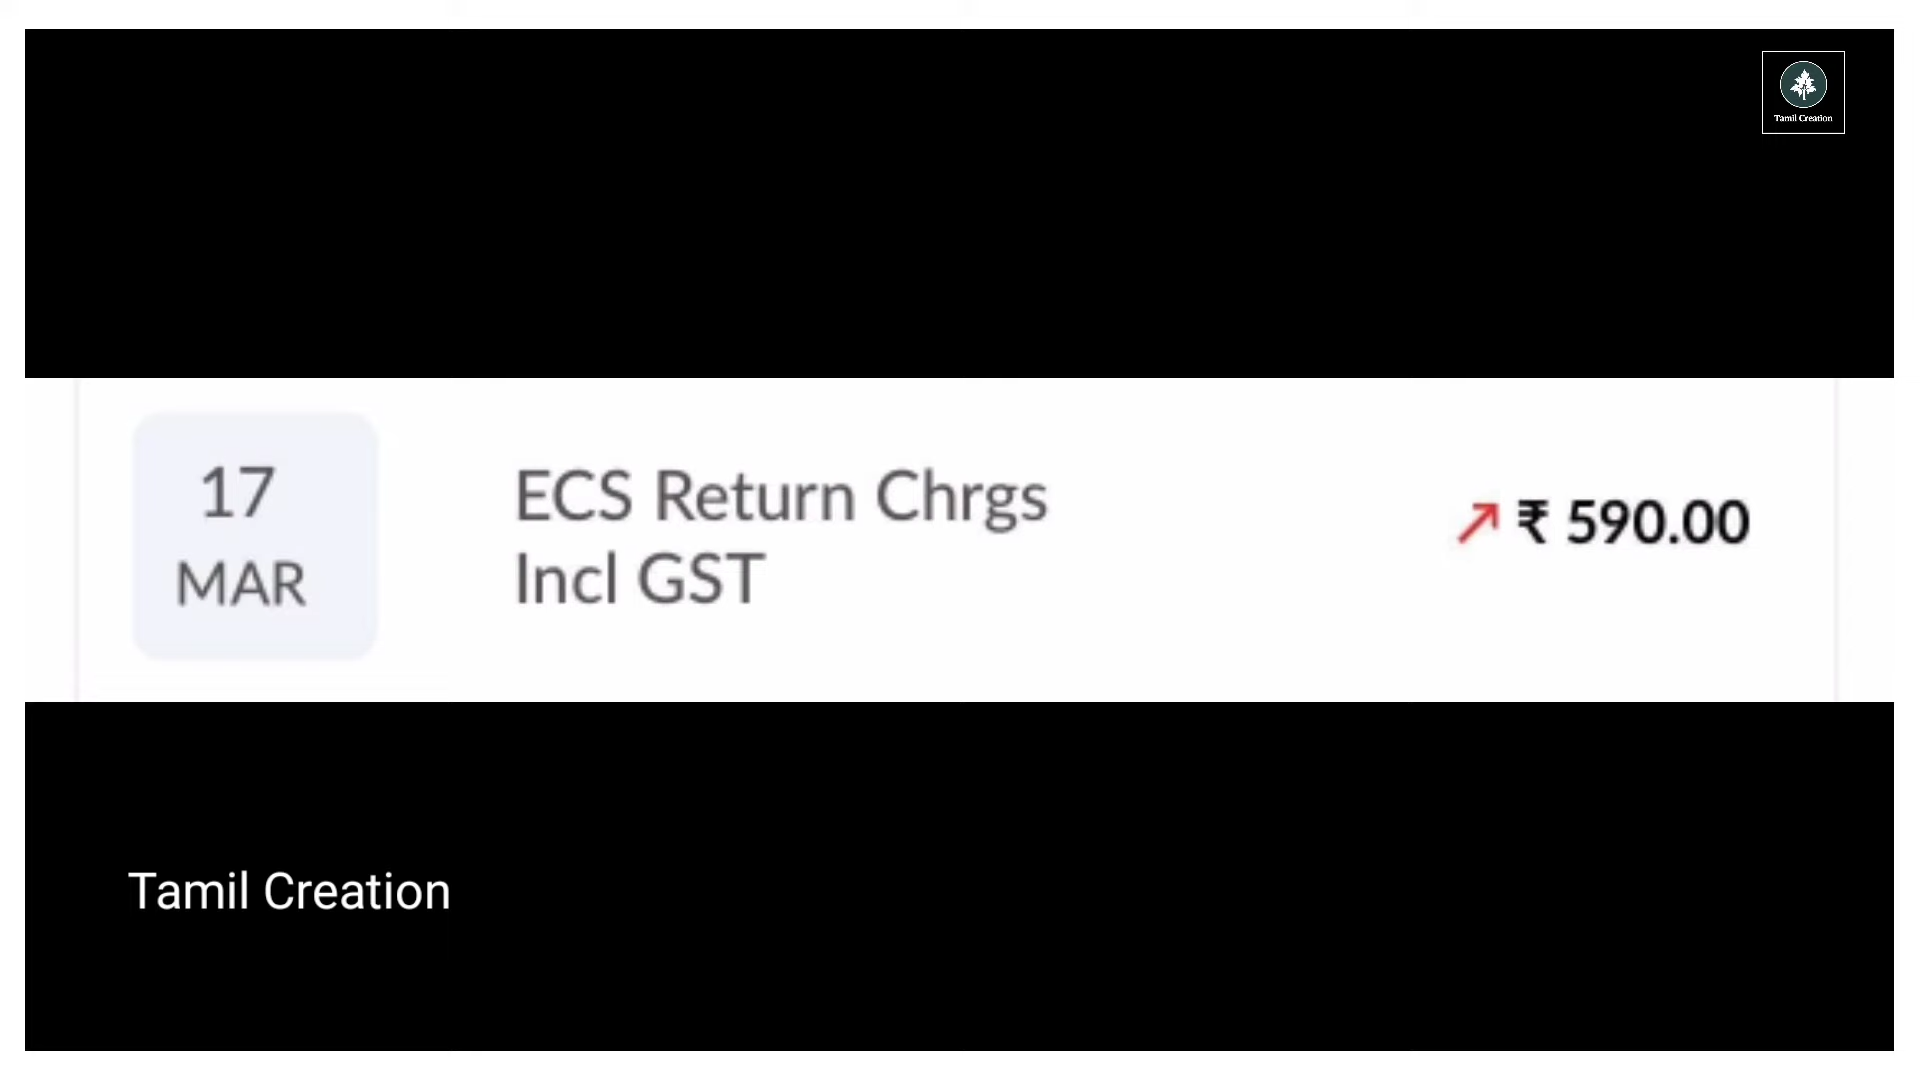 Tamil Creation
17
MAR
ECS Return Chrgs
Incl GST
₹ 590.00
Tamil Creation